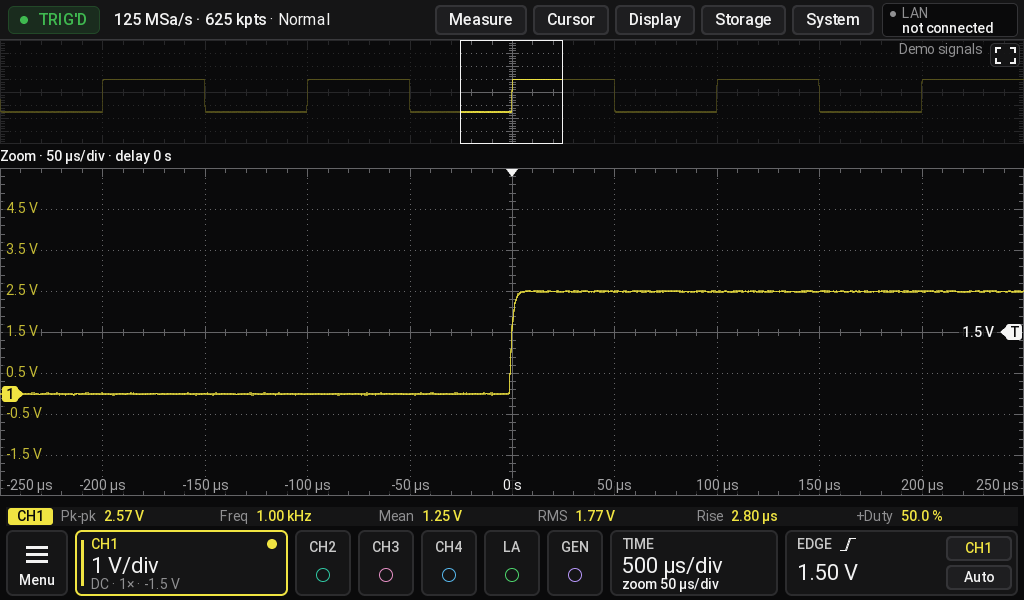 TRIG'D 125 MSa/s · 625 kpts · Normal Measure Cursor Display Storage System LAN
not connected
Demo signals
Zoom · 50 µs/div · delay 0 s
4.5 V
3.5 V
2.5 V
1.5 V 1.5 V T
0.5 V
1
-0.5 V
-1.5 V
-250 µs -200 µs -150 µs -100 µs -50 µs 0 s 50 µs 100 µs 150 µs 200 µs 250 µs
CH1 Pk-pk 2.57 V Freq 1.00 kHz Mean 1.25 V RMS 1.77 V Rise 2.80 µs +Duty 50.0 %
CH1 CH2 CH3 CH4 LA GEN TIME EDGE CH1
1 V/div 500 µs/div 1.50 V
Menu DC · 1× · -1.5 V zoom 50 µs/div Auto